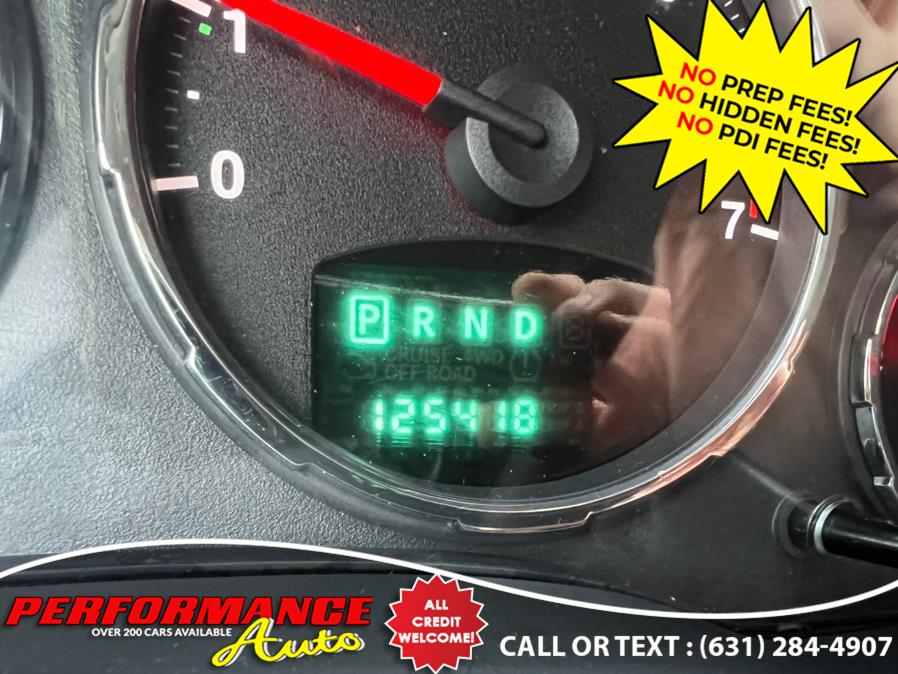 1
0
7
NO PREP FEES!
NO HIDDEN FEES!
NO PDI FEES!
P R N D
CRUISE 4WD
OFF ROAD
125418
PERFORMANCE
OVER 200 CARS AVAILABLE
Auto
ALL
CREDIT
WELCOME!
CALL OR TEXT : (631) 284-4907